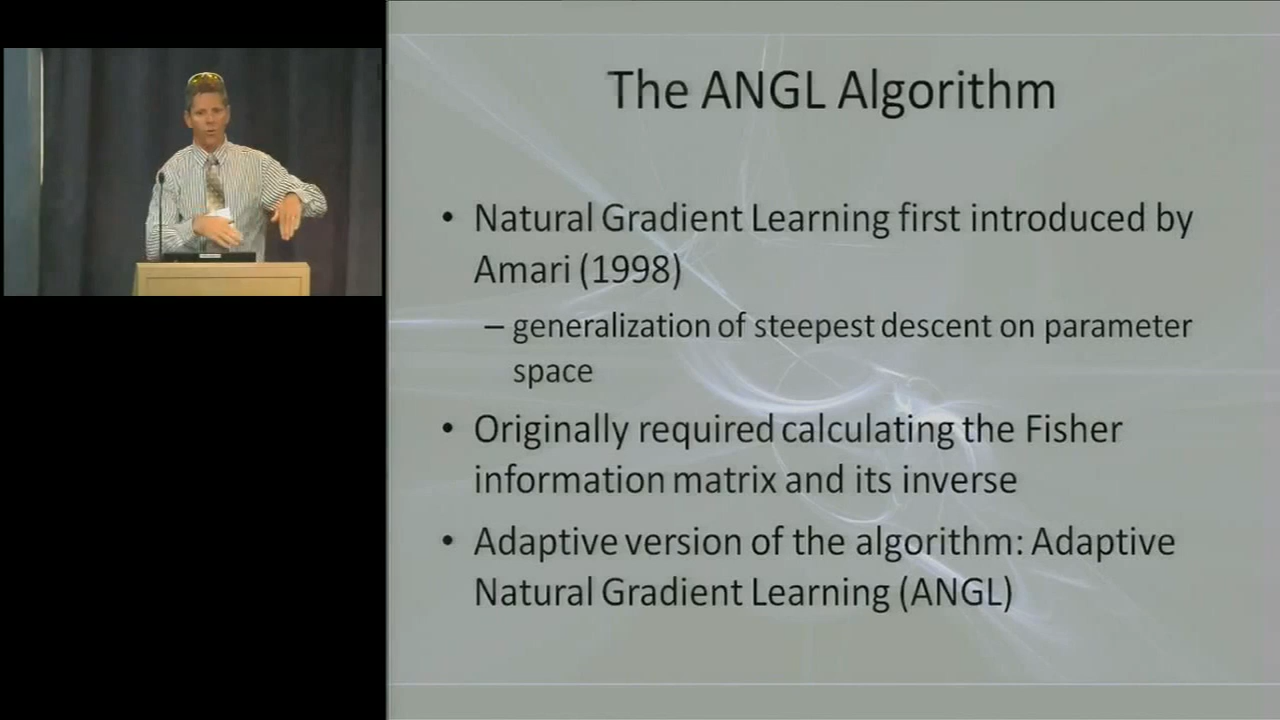 The ANGL Algorithm
• Natural Gradient Learning first introduced by
Amari (1998)
– generalization of steepest descent on parameter
space
• Originally required calculating the Fisher
information matrix and its inverse
• Adaptive version of the algorithm: Adaptive
Natural Gradient Learning (ANGL)